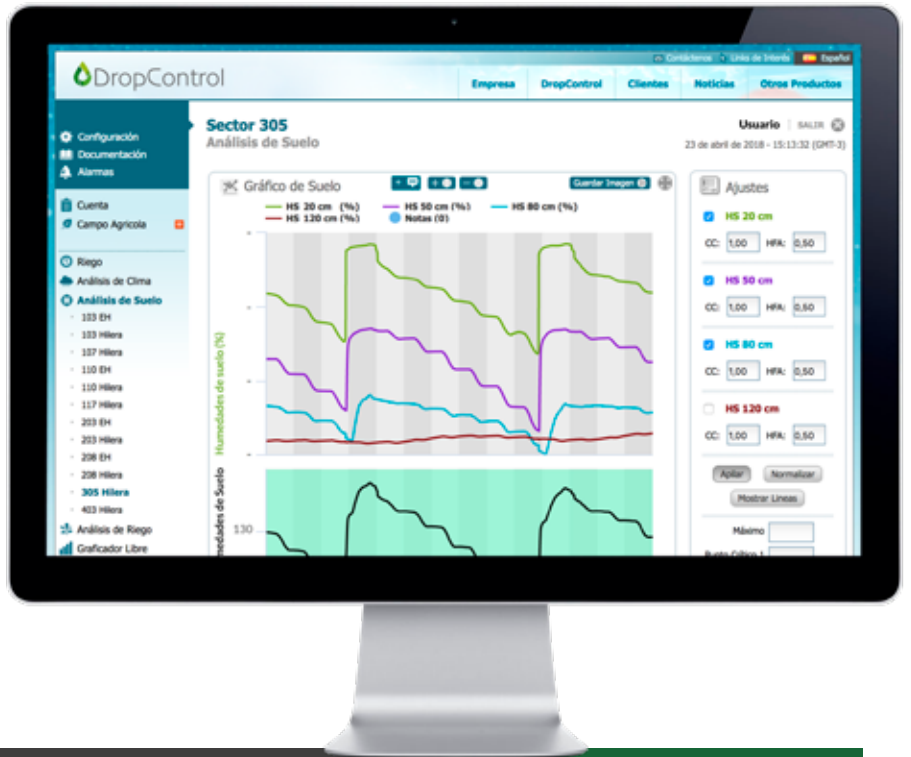 Contáctenos Links de Interés Español
DropControl
Empresa DropControl Clientes Noticias Otros Productos
Configuración
Documentación
Alarmas
Cuenta
Campo Agricola
Riego
Análisis de Clima
Análisis de Suelo
103 EH
103 Hilera
107 Hilera
110 EH
110 Hilera
117 Hilera
203 EH
203 Hilera
208 EH
208 Hilera
305 Hilera
403 Hilera
Análisis de Riego
Graficador Libre
Sector 305
Análisis de Suelo
Usuario SALIR
23 de abril de 2018 - 15:13:32 (GMT-3)
Gráfico de Suelo
Guardar Imagen
HS 20 cm (%) HS 50 cm (%) HS 80 cm (%)
HS 120 cm (%) Notas (0)
Humedades de suelo (%)
medades de Suelo
130
Ajustes
HS 20 cm
CC: 1,00 HFA: 0,50
HS 50 cm
CC: 1,00 HFA: 0,50
HS 80 cm
CC: 1,00 HFA: 0,50
HS 120 cm
CC: 1,00 HFA: 0,50
Apilar Normalizar
Mostrar Lineas
Máximo
Punto Crítico 1